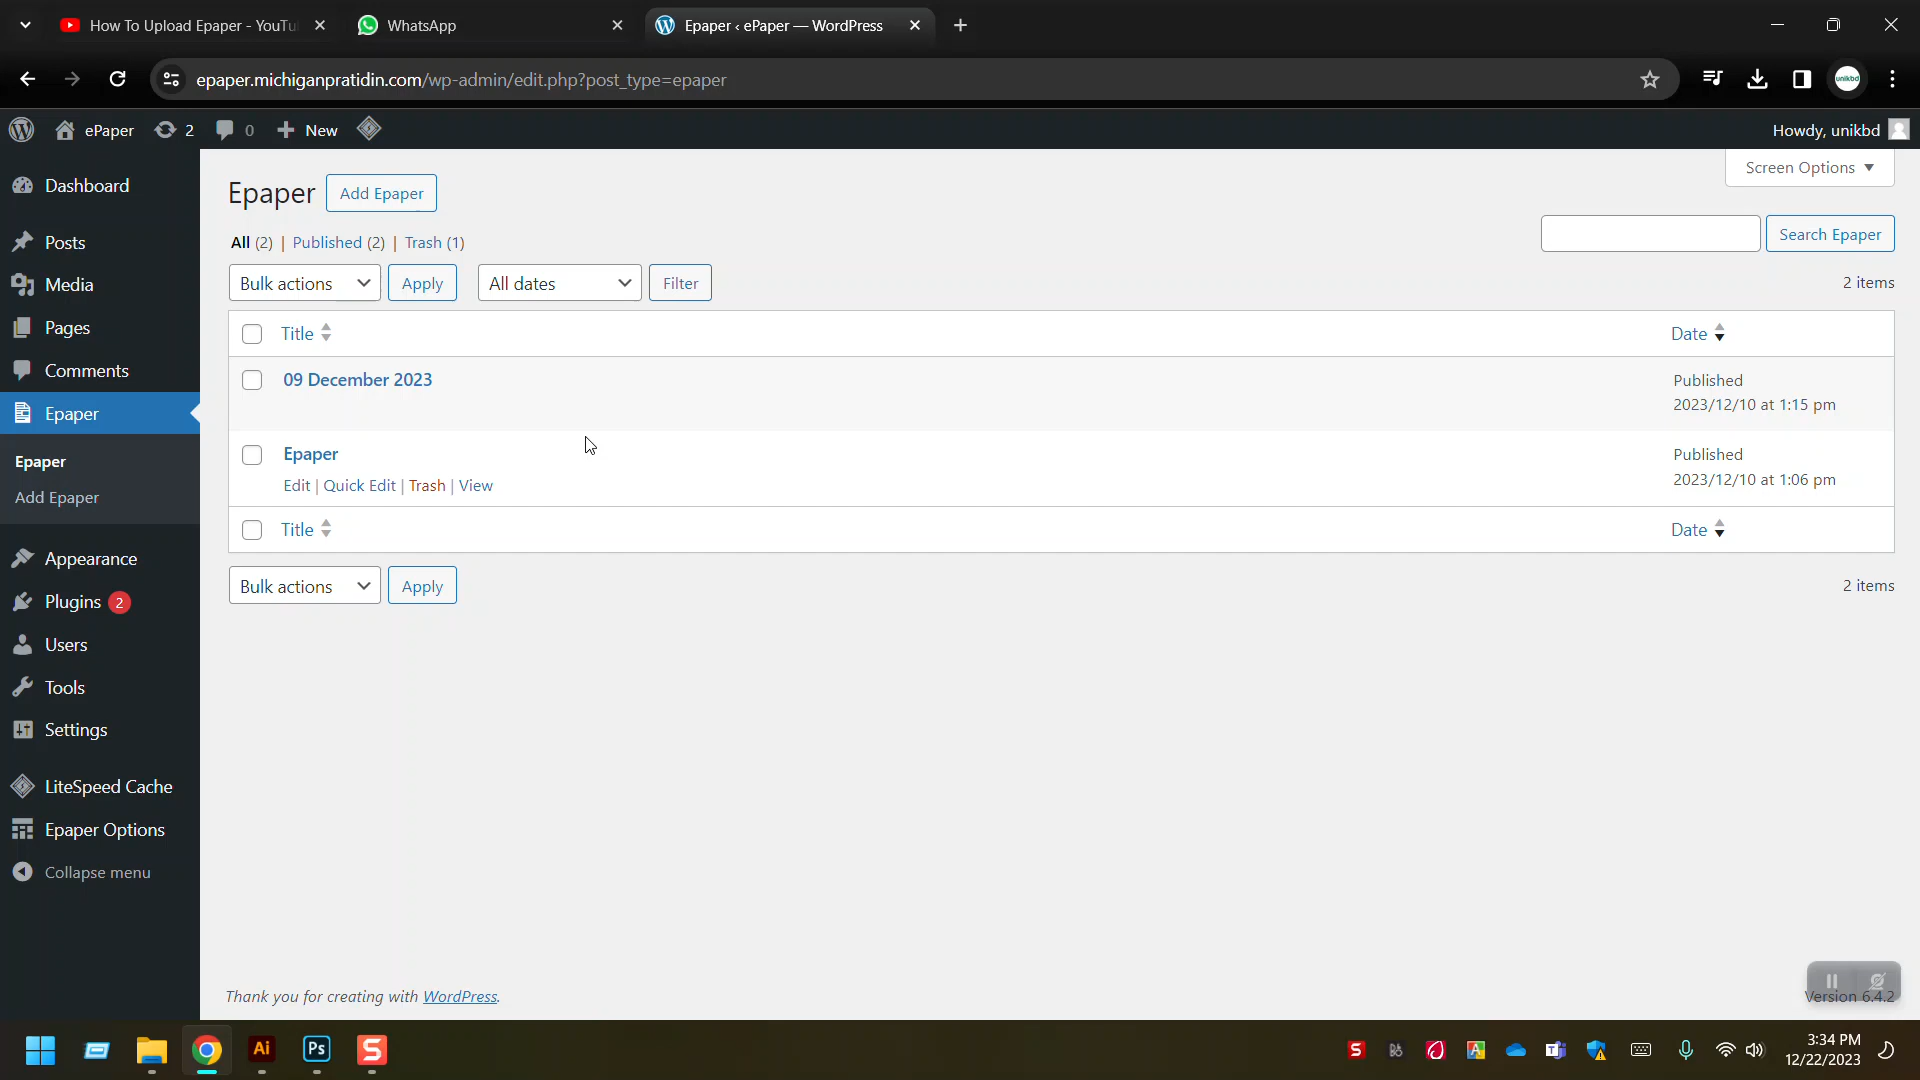 How To Upload Epaper - YouTu
WhatsApp
Epaper ‹ ePaper — WordPress
epaper.michiganpratidin.com/wp-admin/edit.php?post_type=epaper
unikbd
ePaper
2
0
New
Howdy, unikbd
Dashboard
Posts
Media
Pages
Comments
Epaper
Epaper
Add Epaper
Appearance
Plugins 2
Users
Tools
Settings
LiteSpeed Cache
Epaper Options
Collapse menu
Screen Options
Epaper
Add Epaper
All (2) | Published (2) | Trash (1)
Search Epaper
Bulk actions
Apply
All dates
Filter
2 items
Title
Date
09 December 2023
Published
2023/12/10 at 1:15 pm
Epaper
Published
Edit | Quick Edit | Trash | View
2023/12/10 at 1:06 pm
Title
Date
Bulk actions
Apply
2 items
Thank you for creating with WordPress.
Version 6.4.2
Ai
Ps
S
S
3:34 PM
12/22/2023